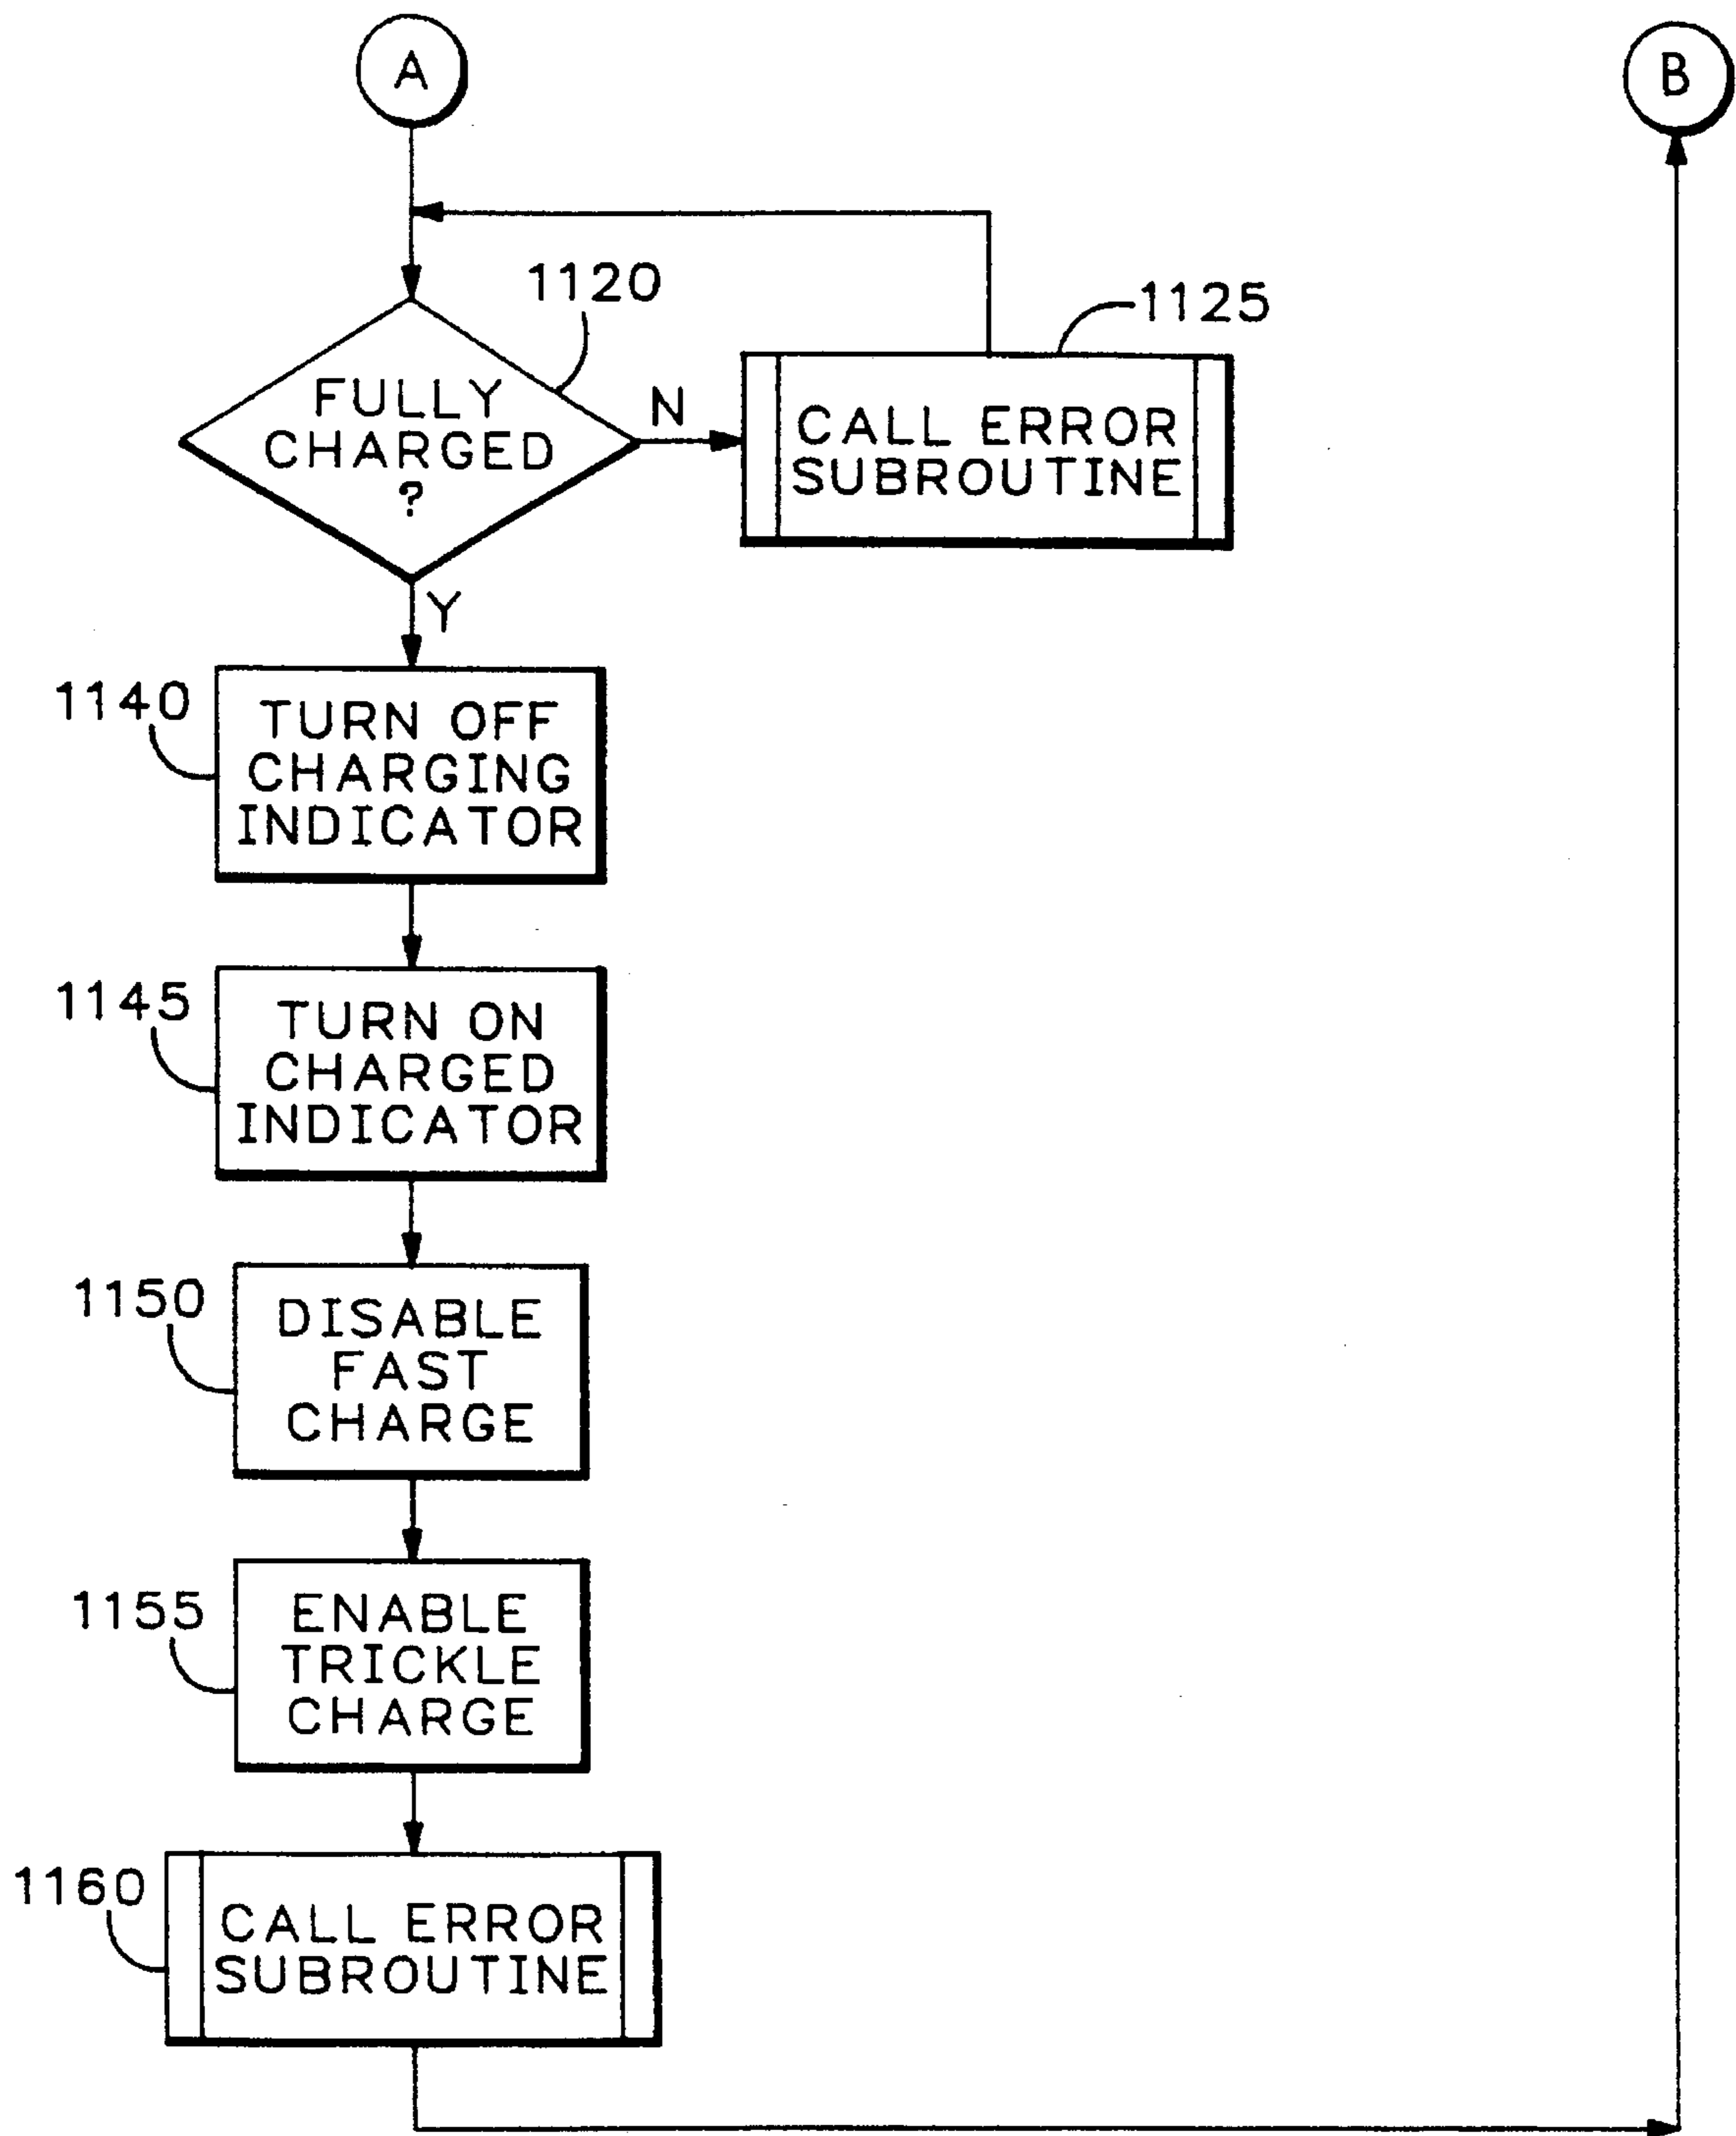 A
B
1120
1125
FULLY
CHARGED
?
N
CALL ERROR
SUBROUTINE
Y
1140
TURN OFF
CHARGING
INDICATOR
1145
TURN ON
CHARGED
INDICATOR
1150
DISABLE
FAST
CHARGE
1155
ENABLE
TRICKLE
CHARGE
1160
CALL ERROR
SUBROUTINE